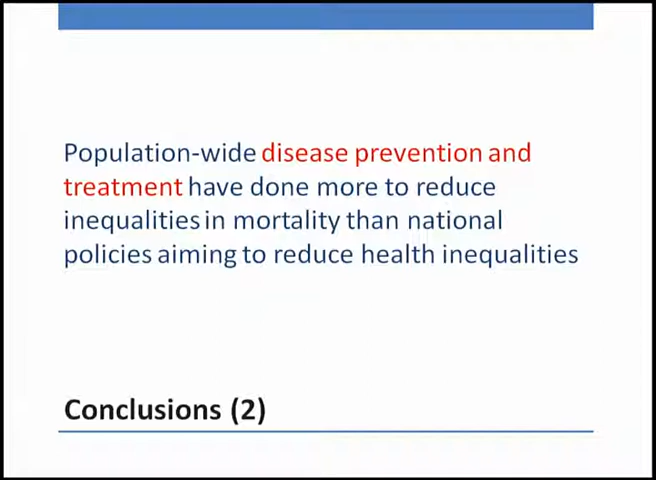 Population-wide disease prevention and
treatment have done more to reduce
inequalities in mortality than national
policies aiming to reduce health inequalities
Conclusions (2)